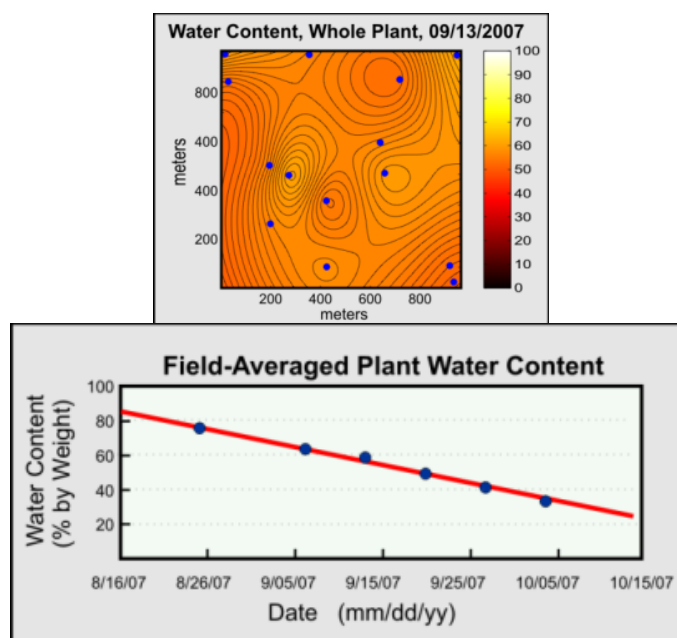 Water Content, Whole Plant, 09/13/2007
100
90
80
70
60
50
40
30
20
10
0
800
400
400
200
meters
200 400 600 800
meters
Field-Averaged Plant Water Content
100
80
60
40
20
Water Content
(% by Weight)
8/16/07 8/26/07 9/05/07 9/15/07 9/25/07 10/05/07 10/15/07
Date (mm/dd/yy)